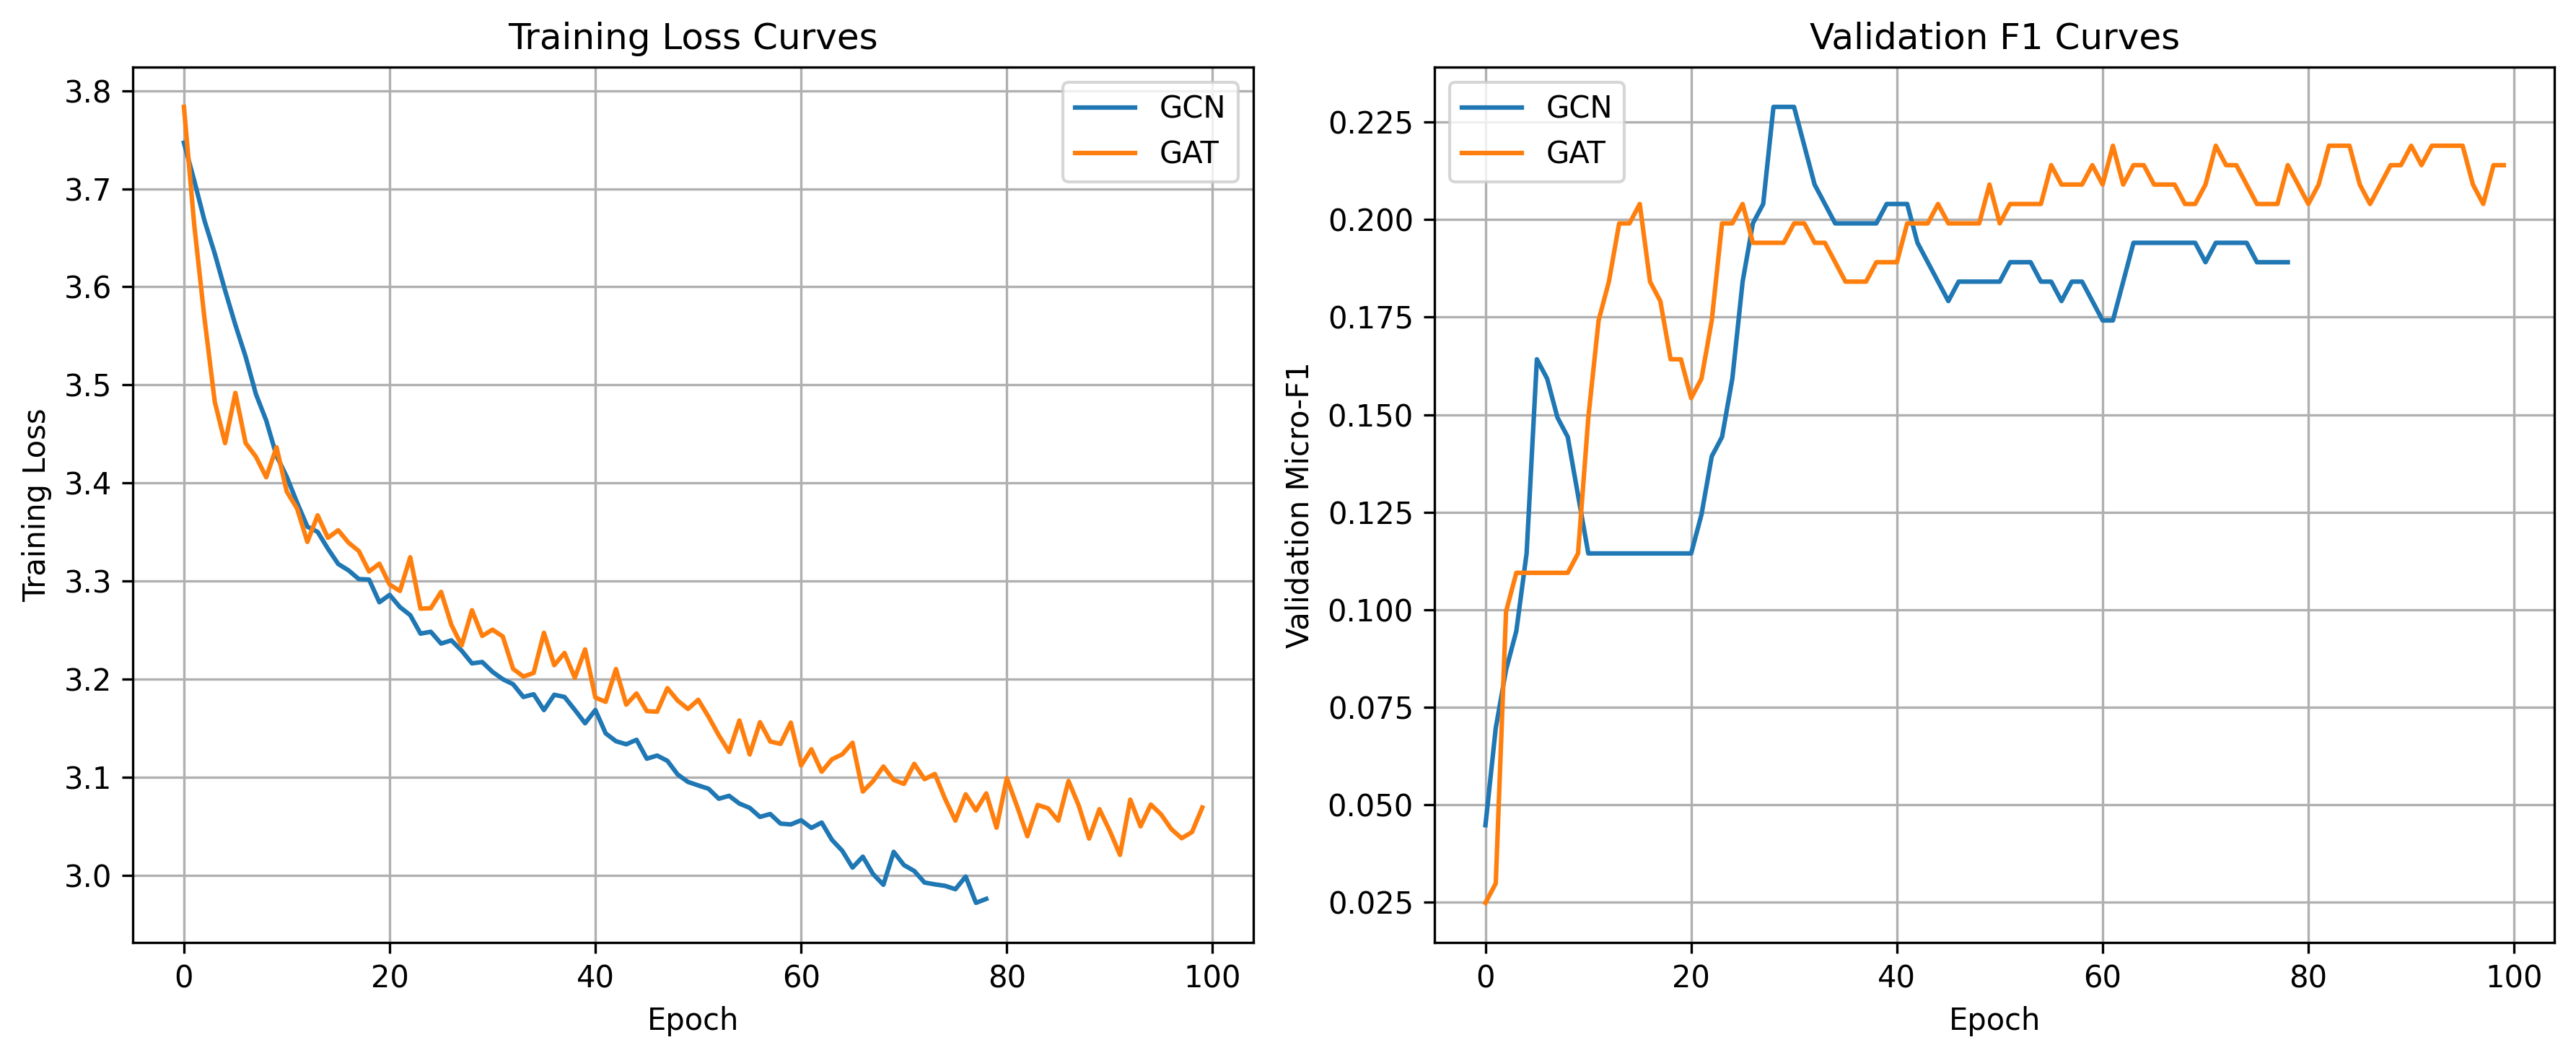 Training Loss Curves
GCN
GAT
3.8
3.7
3.6
3.5
3.4
3.3
3.2
3.1
3.0
Training Loss
0 20 40 60 80 100
Epoch
Validation F1 Curves
GCN
GAT
0.225
0.200
0.175
0.150
0.125
0.100
0.075
0.050
0.025
Validation Micro-F1
0 20 40 60 80 100
Epoch